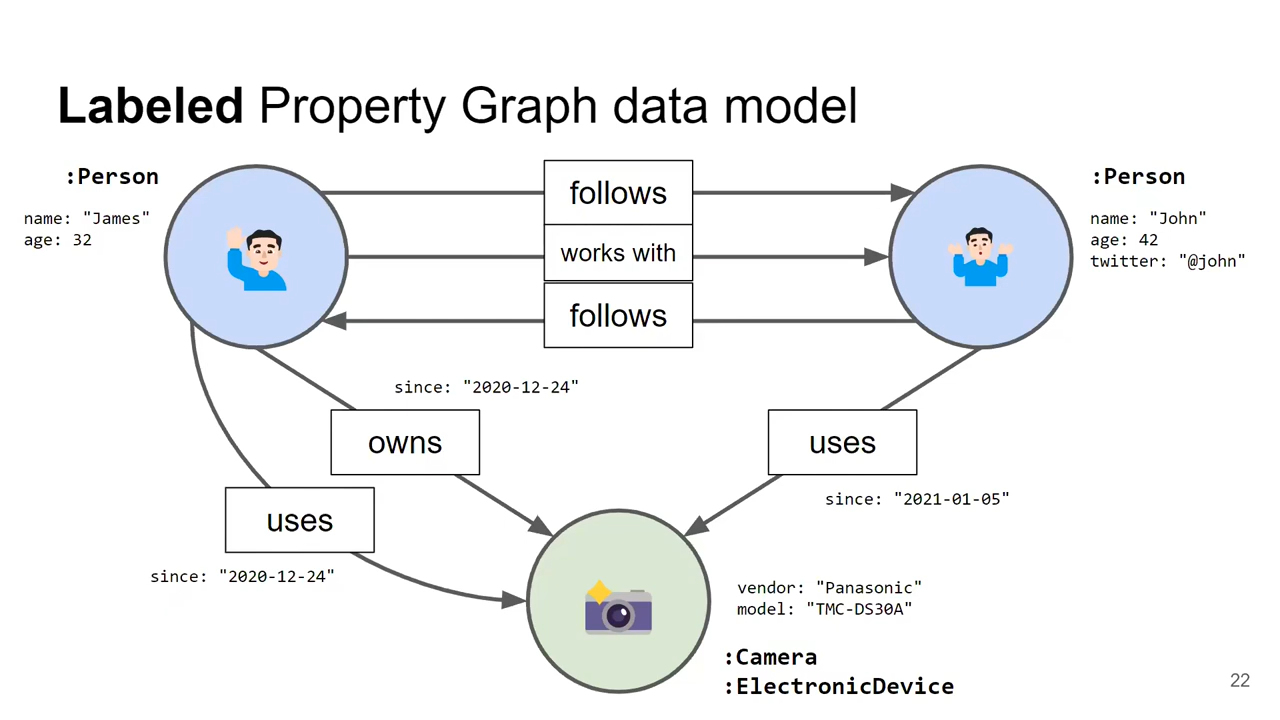 Labeled Property Graph data model
:Person
name: "James"
age: 32
follows
works with
follows
:Person
name: "John"
age: 42
twitter: "@john"
since: "2020-12-24"
owns
uses
since: "2021-01-05"
uses
since: "2020-12-24"
vendor: "Panasonic"
model: "TMC-DS30A"
:Camera
:ElectronicDevice
22